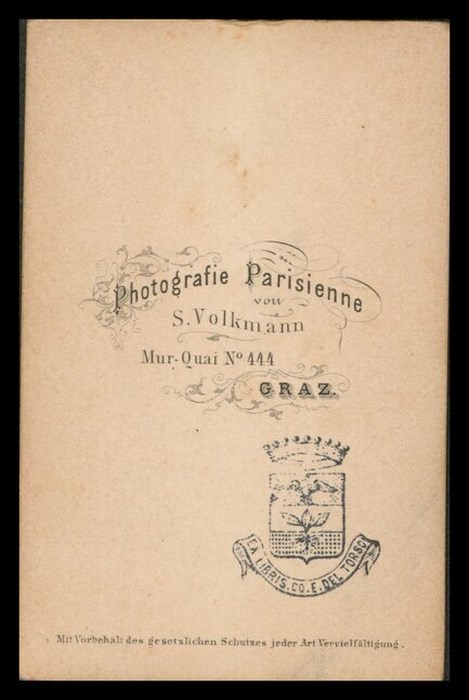 Photografie Parisienne
von
S. Volkmann
Mur-Quai Nº 444
GRAZ.
EX LIBRIS. CO. E. DEL TORSO
Mit Vorbehalt des gesetzlichen Schutzes jeder Art Vervielfältigung.